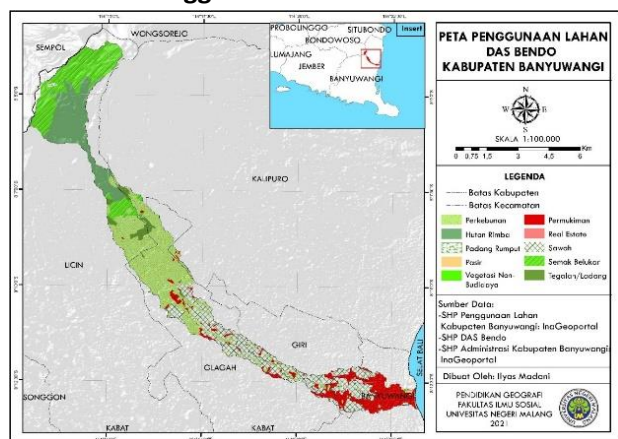 PROBOLINGGO
SITUBONDO
Insert
BONDOWOSO
LUMAJANG
JEMBER
BANYUWANGI
SEMPOL
WONGSOREJO
KALIPURO
LICIN
GIRI
GLAGAH
BANYUWANGI
SELAT BALI
SONGGON
KABAT
KABAT
PETA PENGGUNAAN LAHAN
DAS BENDO
KABUPATEN BANYUWANGI
N
W E
S
SKALA 1:100.000
0 0,75 1,5 3 4,5 6
Km
LEGENDA
Batas Kabupaten
Batas Kecamatan
Perkebunan
Hutan Rimba
Padang Rumput
Pasir
Vegetasi Non-
Budidaya
Permukiman
Real Estate
Sawah
Semak Belukar
Tegalan/Ladang
Sumber Data:
-SHP Penggunaan Lahan
Kabupaten Banyuwangi: InaGeoportal
-SHP DAS Bendo
-SHP Administrasi Kabupaten Banyuwangi:
InaGeoportal
Dibuat Oleh: Ilyas Madani
PENDIDIKAN GEOGRAFI
FAKULTAS ILMU SOSIAL
UNIVESITAS NEGERI MALANG
2021